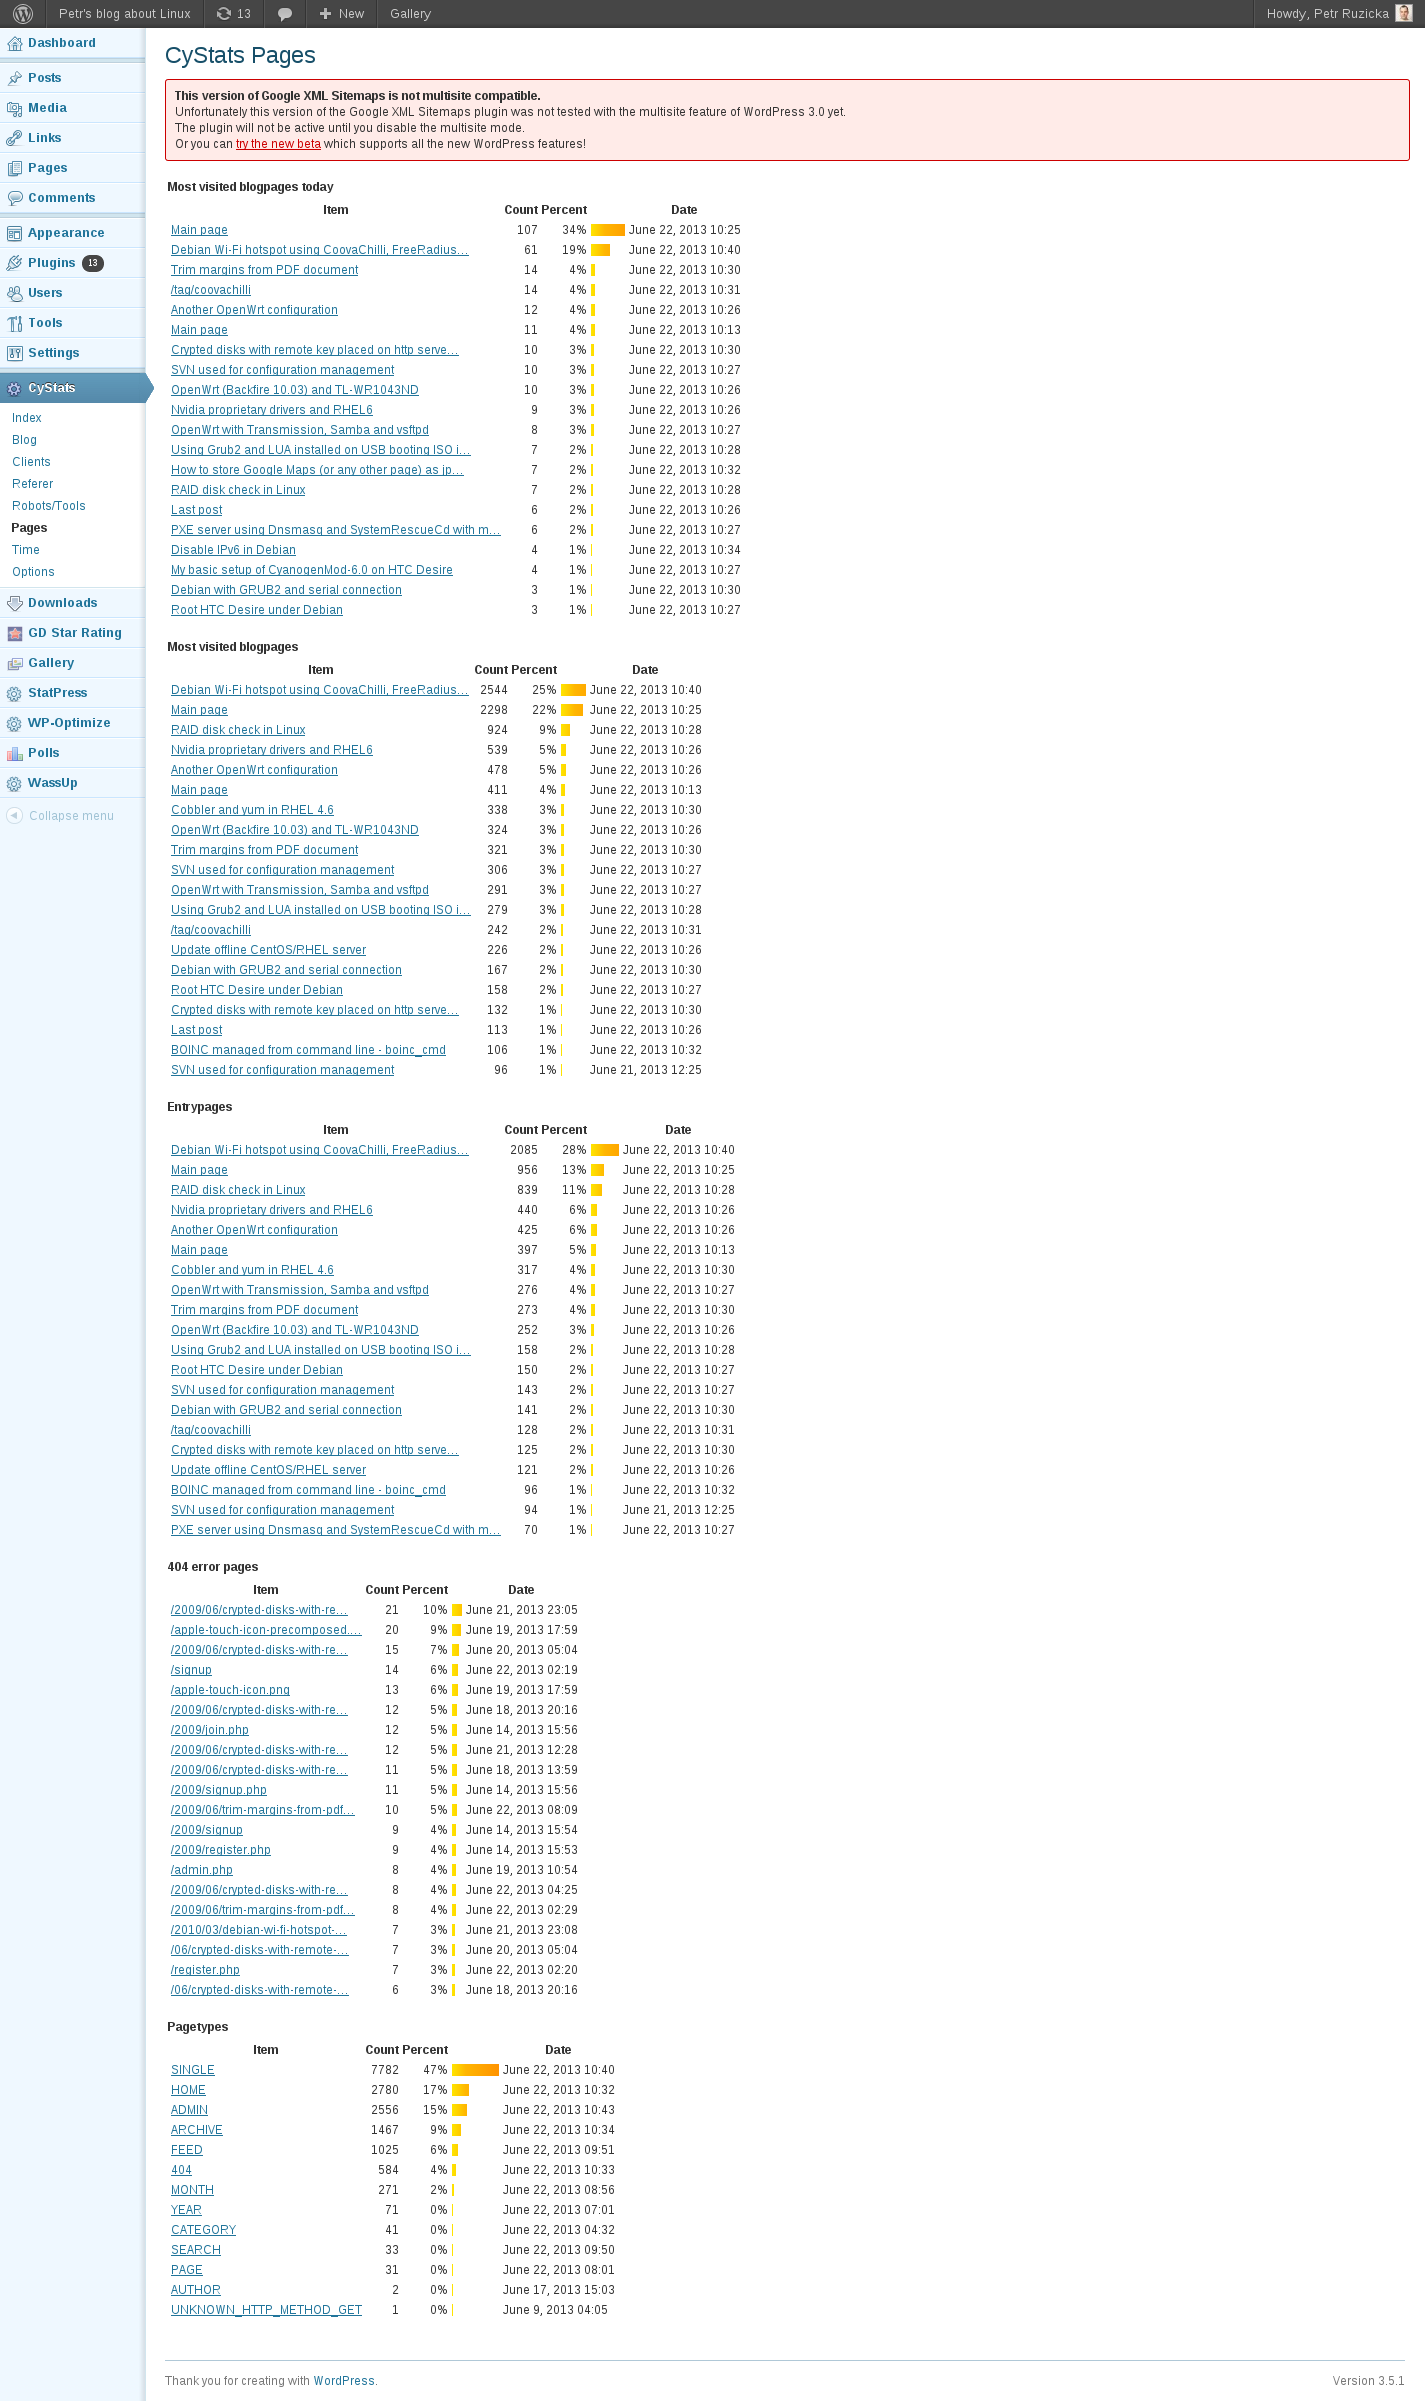 Petr's blog about Linux 13 New Gallery Howdy, Petr Ruzicka
Dashboard
Posts
Media
Links
Pages
Comments
Appearance
Plugins 13
Users
Tools
Settings
CyStats
Index
Blog
Clients
Referer
Robots/Tools
Pages
Time
Options
Downloads
GD Star Rating
Gallery
StatPress
WP-Optimize
Polls
WassUp
Collapse menu
CyStats Pages
This version of Google XML Sitemaps is not multisite compatible.
Unfortunately this version of the Google XML Sitemaps plugin was not tested with the multisite feature of WordPress 3.0 yet.
The plugin will not be active until you disable the multisite mode.
Or you can try the new beta which supports all the new WordPress features!
Most visited blogpages today
Item Count Percent Date
Main page 107 34% June 22, 2013 10:25
Debian Wi-Fi hotspot using CoovaChilli, FreeRadius... 61 19% June 22, 2013 10:40
Trim margins from PDF document 14 4% June 22, 2013 10:30
/tag/coovachilli 14 4% June 22, 2013 10:31
Another OpenWrt configuration 12 4% June 22, 2013 10:26
Main page 11 4% June 22, 2013 10:13
Crypted disks with remote key placed on http serve... 10 3% June 22, 2013 10:30
SVN used for configuration management 10 3% June 22, 2013 10:27
OpenWrt (Backfire 10.03) and TL-WR1043ND 10 3% June 22, 2013 10:26
Nvidia proprietary drivers and RHEL6 9 3% June 22, 2013 10:26
OpenWrt with Transmission, Samba and vsftpd 8 3% June 22, 2013 10:27
Using Grub2 and LUA installed on USB booting ISO i... 7 2% June 22, 2013 10:28
How to store Google Maps (or any other page) as jp... 7 2% June 22, 2013 10:32
RAID disk check in Linux 7 2% June 22, 2013 10:28
Last post 6 2% June 22, 2013 10:26
PXE server using Dnsmasq and SystemRescueCd with m... 6 2% June 22, 2013 10:27
Disable IPv6 in Debian 4 1% June 22, 2013 10:34
My basic setup of CyanogenMod-6.0 on HTC Desire 4 1% June 22, 2013 10:27
Debian with GRUB2 and serial connection 3 1% June 22, 2013 10:30
Root HTC Desire under Debian 3 1% June 22, 2013 10:27
Most visited blogpages
Item Count Percent Date
Debian Wi-Fi hotspot using CoovaChilli, FreeRadius... 2544 25% June 22, 2013 10:40
Main page 2298 22% June 22, 2013 10:25
RAID disk check in Linux 924 9% June 22, 2013 10:28
Nvidia proprietary drivers and RHEL6 539 5% June 22, 2013 10:26
Another OpenWrt configuration 478 5% June 22, 2013 10:26
Main page 411 4% June 22, 2013 10:13
Cobbler and yum in RHEL 4.6 338 3% June 22, 2013 10:30
OpenWrt (Backfire 10.03) and TL-WR1043ND 324 3% June 22, 2013 10:26
Trim margins from PDF document 321 3% June 22, 2013 10:30
SVN used for configuration management 306 3% June 22, 2013 10:27
OpenWrt with Transmission, Samba and vsftpd 291 3% June 22, 2013 10:27
Using Grub2 and LUA installed on USB booting ISO i... 279 3% June 22, 2013 10:28
/tag/coovachilli 242 2% June 22, 2013 10:31
Update offline CentOS/RHEL server 226 2% June 22, 2013 10:26
Debian with GRUB2 and serial connection 167 2% June 22, 2013 10:30
Root HTC Desire under Debian 158 2% June 22, 2013 10:27
Crypted disks with remote key placed on http serve... 132 1% June 22, 2013 10:30
Last post 113 1% June 22, 2013 10:26
BOINC managed from command line - boinc_cmd 106 1% June 22, 2013 10:32
SVN used for configuration management 96 1% June 21, 2013 12:25
Entrypages
Item Count Percent Date
Debian Wi-Fi hotspot using CoovaChilli, FreeRadius... 2085 28% June 22, 2013 10:40
Main page 956 13% June 22, 2013 10:25
RAID disk check in Linux 839 11% June 22, 2013 10:28
Nvidia proprietary drivers and RHEL6 440 6% June 22, 2013 10:26
Another OpenWrt configuration 425 6% June 22, 2013 10:26
Main page 397 5% June 22, 2013 10:13
Cobbler and yum in RHEL 4.6 317 4% June 22, 2013 10:30
OpenWrt with Transmission, Samba and vsftpd 276 4% June 22, 2013 10:27
Trim margins from PDF document 273 4% June 22, 2013 10:30
OpenWrt (Backfire 10.03) and TL-WR1043ND 252 3% June 22, 2013 10:26
Using Grub2 and LUA installed on USB booting ISO i... 158 2% June 22, 2013 10:28
Root HTC Desire under Debian 150 2% June 22, 2013 10:27
SVN used for configuration management 143 2% June 22, 2013 10:27
Debian with GRUB2 and serial connection 141 2% June 22, 2013 10:30
/tag/coovachilli 128 2% June 22, 2013 10:31
Crypted disks with remote key placed on http serve... 125 2% June 22, 2013 10:30
Update offline CentOS/RHEL server 121 2% June 22, 2013 10:26
BOINC managed from command line - boinc_cmd 96 1% June 22, 2013 10:32
SVN used for configuration management 94 1% June 21, 2013 12:25
PXE server using Dnsmasq and SystemRescueCd with m... 70 1% June 22, 2013 10:27
404 error pages
Item Count Percent Date
/2009/06/crypted-disks-with-re... 21 10% June 21, 2013 23:05
/apple-touch-icon-precomposed.... 20 9% June 19, 2013 17:59
/2009/06/crypted-disks-with-re... 15 7% June 20, 2013 05:04
/signup 14 6% June 22, 2013 02:19
/apple-touch-icon.png 13 6% June 19, 2013 17:59
/2009/06/crypted-disks-with-re... 12 5% June 18, 2013 20:16
/2009/join.php 12 5% June 14, 2013 15:56
/2009/06/crypted-disks-with-re... 12 5% June 21, 2013 12:28
/2009/06/crypted-disks-with-re... 11 5% June 18, 2013 13:59
/2009/signup.php 11 5% June 14, 2013 15:56
/2009/06/trim-margins-from-pdf... 10 5% June 22, 2013 08:09
/2009/signup 9 4% June 14, 2013 15:54
/2009/register.php 9 4% June 14, 2013 15:53
/admin.php 8 4% June 19, 2013 10:54
/2009/06/crypted-disks-with-re... 8 4% June 22, 2013 04:25
/2009/06/trim-margins-from-pdf... 8 4% June 22, 2013 02:29
/2010/03/debian-wi-fi-hotspot-... 7 3% June 21, 2013 23:08
/06/crypted-disks-with-remote-... 7 3% June 20, 2013 05:04
/register.php 7 3% June 22, 2013 02:20
/06/crypted-disks-with-remote-... 6 3% June 18, 2013 20:16
Pagetypes
Item Count Percent Date
SINGLE 7782 47% June 22, 2013 10:40
HOME 2780 17% June 22, 2013 10:32
ADMIN 2556 15% June 22, 2013 10:43
ARCHIVE 1467 9% June 22, 2013 10:34
FEED 1025 6% June 22, 2013 09:51
404 584 4% June 22, 2013 10:33
MONTH 271 2% June 22, 2013 08:56
YEAR 71 0% June 22, 2013 07:01
CATEGORY 41 0% June 22, 2013 04:32
SEARCH 33 0% June 22, 2013 09:50
PAGE 31 0% June 22, 2013 08:01
AUTHOR 2 0% June 17, 2013 15:03
UNKNOWN_HTTP_METHOD_GET 1 0% June 9, 2013 04:05
Thank you for creating with WordPress. Version 3.5.1